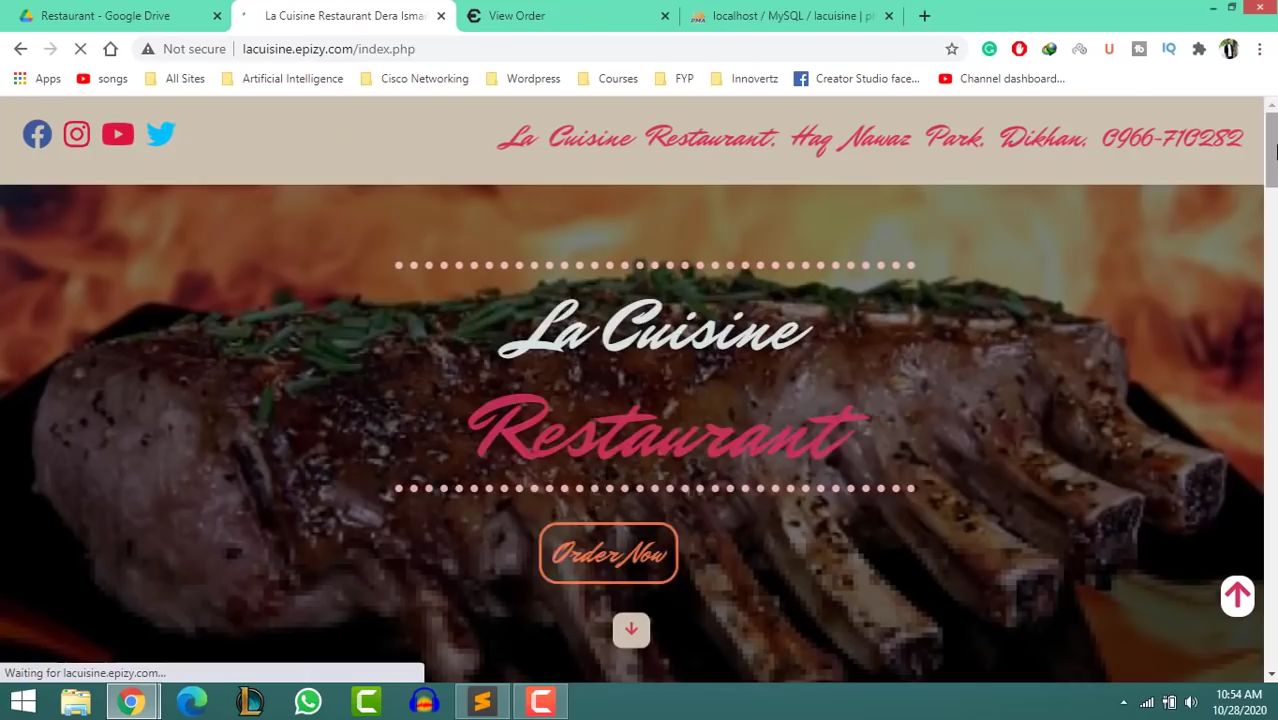 Restaurant - Google Drive
La Cuisine Restaurant Dera Ismai
View Order
localhost / MySQL / lacuisine | p
Not secure
lacuisine.epizy.com/index.php
Apps
songs
All Sites
Artificial Intelligence
Cisco Networking
Wordpress
Courses
FYP
Innovertz
Creator Studio face...
Channel dashboard...
La Cuisine Restaurant, Haq Nawaz Park, Dikhan, 0966-710282
La Cuisine
Restaurant
Order Now
Waiting for lacuisine.epizy.com...
10:54 AM
10/28/2020